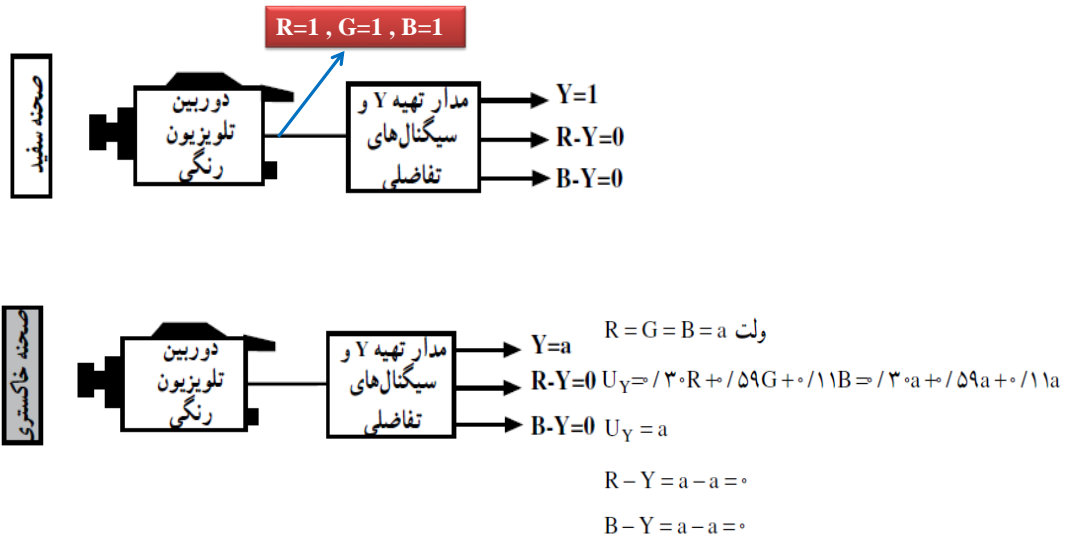 R=1 , G=1 , B=1
صحنه سفید
دوربین
تلویزیون
رنگی
مدار تهیه Y و
سیگنال‌های
تفاضلی
Y=1
R-Y=0
B-Y=0
صحنه خاکستری
دوربین
تلویزیون
رنگی
مدار تهیه Y و
سیگنال‌های
تفاضلی
Y=a
R-Y=0
B-Y=0
R = G = B = a ولت
U_Y = ۰/۳۰R + ۰/۵۹G + ۰/۱۱B = ۰/۳۰a + ۰/۵۹a + ۰/۱۱a
U_Y = a
R − Y = a − a = ۰
B − Y = a − a = ۰